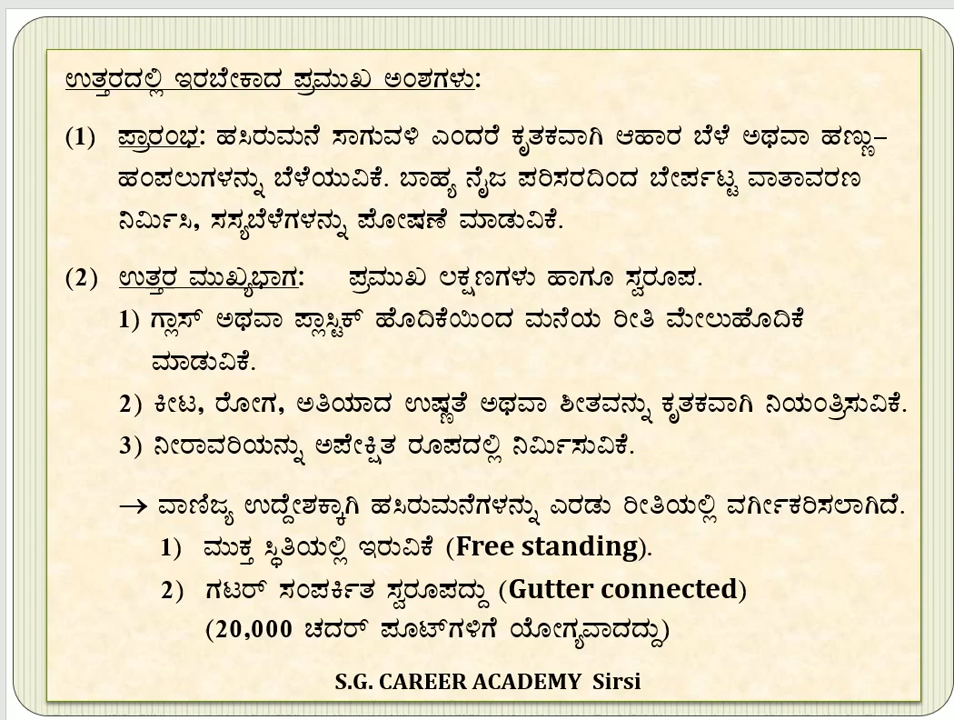 ಉತ್ತರದಲ್ಲಿ ಇರಬೇಕಾದ ಪ್ರಮುಖ ಅಂಶಗಳು:
(1) ಪ್ರಾರಂಭ: ಹಸಿರುಮನೆ ಸಾಗುವಳಿ ಎಂದರೆ ಕೃತಕವಾಗಿ ಆಹಾರ ಬೆಳೆ ಅಥವಾ ಹಣ್ಣು–
ಹಂಪಲುಗಳನ್ನು ಬೆಳೆಯುವಿಕೆ. ಬಾಹ್ಯ ನೈಜ ಪರಿಸರದಿಂದ ಬೇರ್ಪಟ್ಟ ವಾತಾವರಣ
ನಿರ್ಮಿಸಿ, ಸಸ್ಯಬೆಳೆಗಳನ್ನು ಪೋಷಣೆ ಮಾಡುವಿಕೆ.
(2) ಉತ್ತರ ಮುಖ್ಯಭಾಗ: ಪ್ರಮುಖ ಲಕ್ಷಣಗಳು ಹಾಗೂ ಸ್ವರೂಪ.
1) ಗ್ಲಾಸ್ ಅಥವಾ ಪ್ಲಾಸ್ಟಿಕ್ ಹೊದಿಕೆಯಿಂದ ಮನೆಯ ರೀತಿ ಮೇಲುಹೊದಿಕೆ
ಮಾಡುವಿಕೆ.
2) ಕೀಟ, ರೋಗ, ಅತಿಯಾದ ಉಷ್ಣತೆ ಅಥವಾ ಶೀತವನ್ನು ಕೃತಕವಾಗಿ ನಿಯಂತ್ರಿಸುವಿಕೆ.
3) ನೀರಾವರಿಯನ್ನು ಅಪೇಕ್ಷಿತ ರೂಪದಲ್ಲಿ ನಿರ್ಮಿಸುವಿಕೆ.
→ ವಾಣಿಜ್ಯ ಉದ್ದೇಶಕ್ಕಾಗಿ ಹಸಿರುಮನೆಗಳನ್ನು ಎರಡು ರೀತಿಯಲ್ಲಿ ವರ್ಗೀಕರಿಸಲಾಗಿದೆ.
1) ಮುಕ್ತ ಸ್ಥಿತಿಯಲ್ಲಿ ಇರುವಿಕೆ (Free standing).
2) ಗಟರ್ ಸಂಪರ್ಕಿತ ಸ್ವರೂಪದ್ದು (Gutter connected)
(20,000 ಚದರ್ ಪೂಟ್‌ಗಳಿಗೆ ಯೋಗ್ಯವಾದದ್ದು)
S.G. CAREER ACADEMY Sirsi